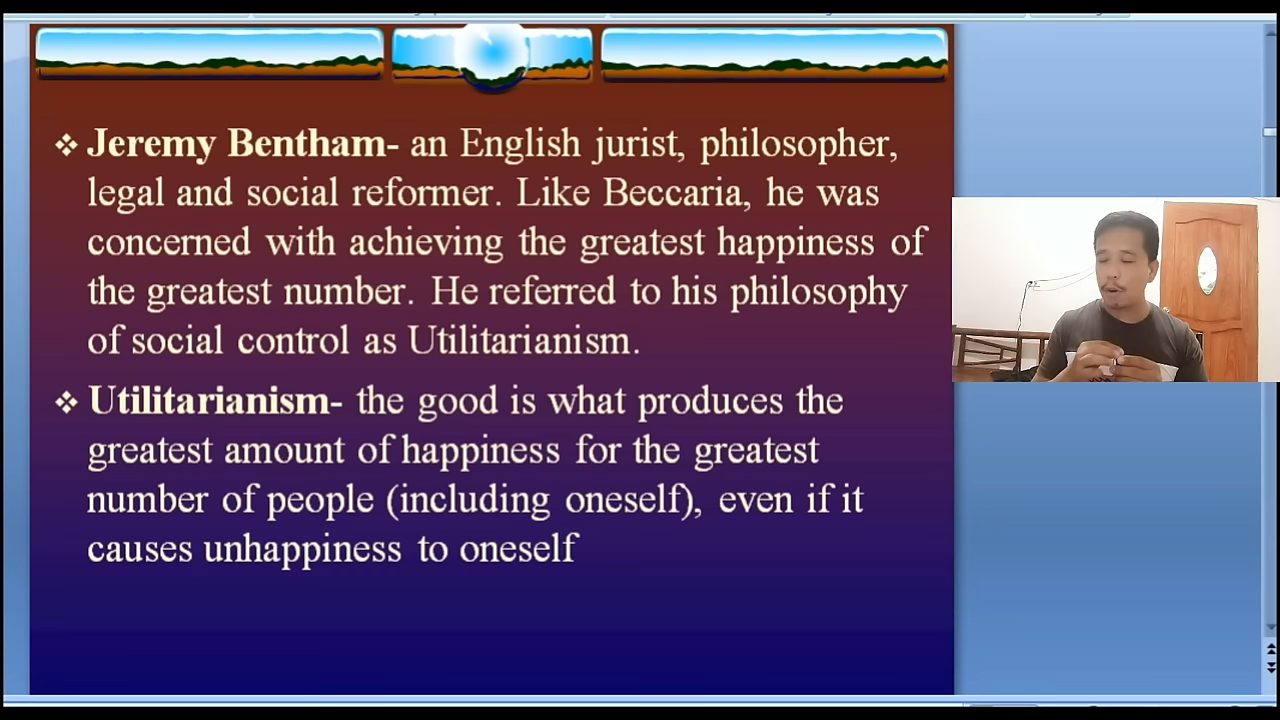 ❖ Jeremy Bentham- an English jurist, philosopher,
legal and social reformer. Like Beccaria, he was
concerned with achieving the greatest happiness of
the greatest number. He referred to his philosophy
of social control as Utilitarianism.
❖ Utilitarianism- the good is what produces the
greatest amount of happiness for the greatest
number of people (including oneself), even if it
causes unhappiness to oneself